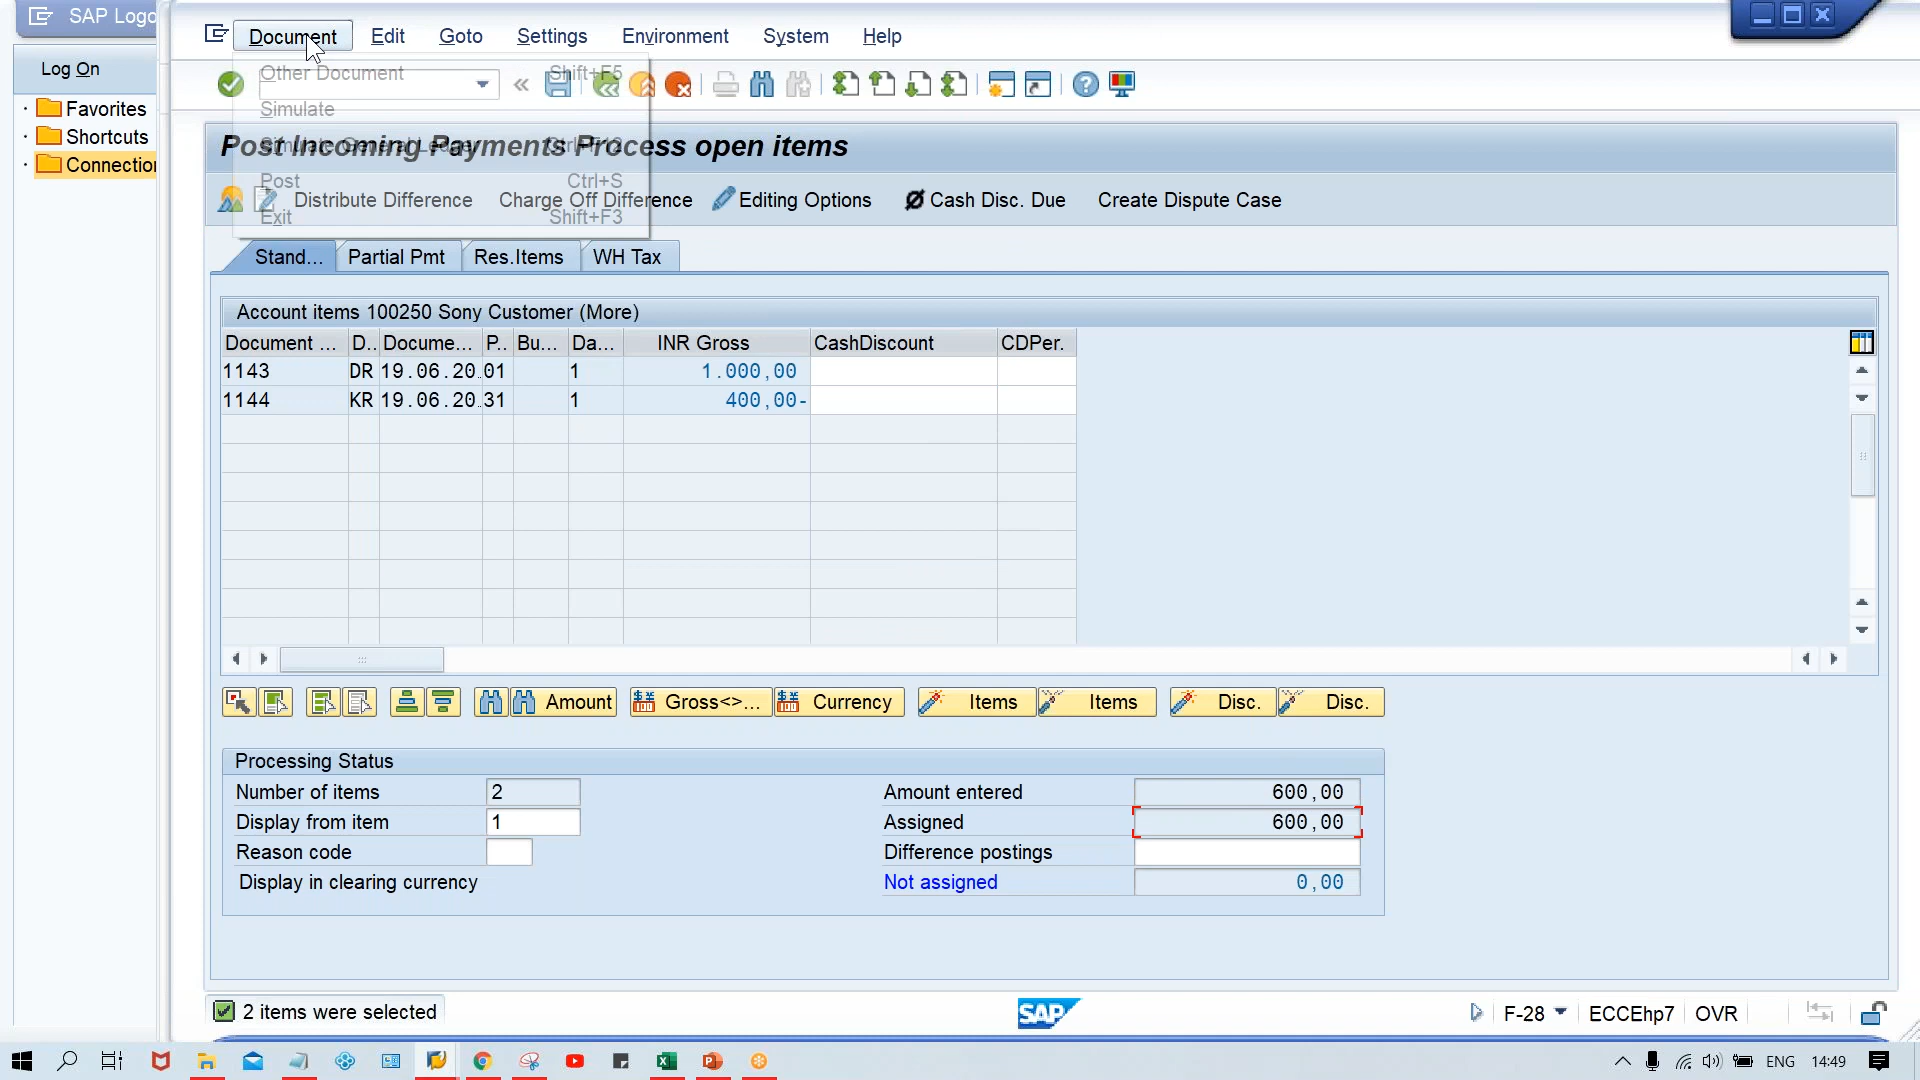 SAP Logo
Document Edit Goto Settings Environment System Help
Log On
Favorites
Shortcuts
Connection
Other Document Shift+F5
Simulate
Simulate General Ledger Ctrl+F12
Post Ctrl+S
Exit Shift+F3
Post Incoming Payments Process open items
Distribute Difference Charge Off Difference Editing Options Cash Disc. Due Create Dispute Case
Stand... Partial Pmt Res.Items WH Tax
Account items 100250 Sony Customer (More)
Document ... D.. Docume... P.. Bu... Da... INR Gross CashDiscount CDPer.
1143 DR 19.06.20. 01 1 1.000,00
1144 KR 19.06.20. 31 1 400,00-
Amount Gross<>... Currency Items Items Disc. Disc.
Processing Status
Number of items 2 Amount entered 600,00
Display from item 1 Assigned 600,00
Reason code Difference postings
Display in clearing currency Not assigned 0,00
2 items were selected SAP F-28 ECCEhp7 OVR
ENG 14:49